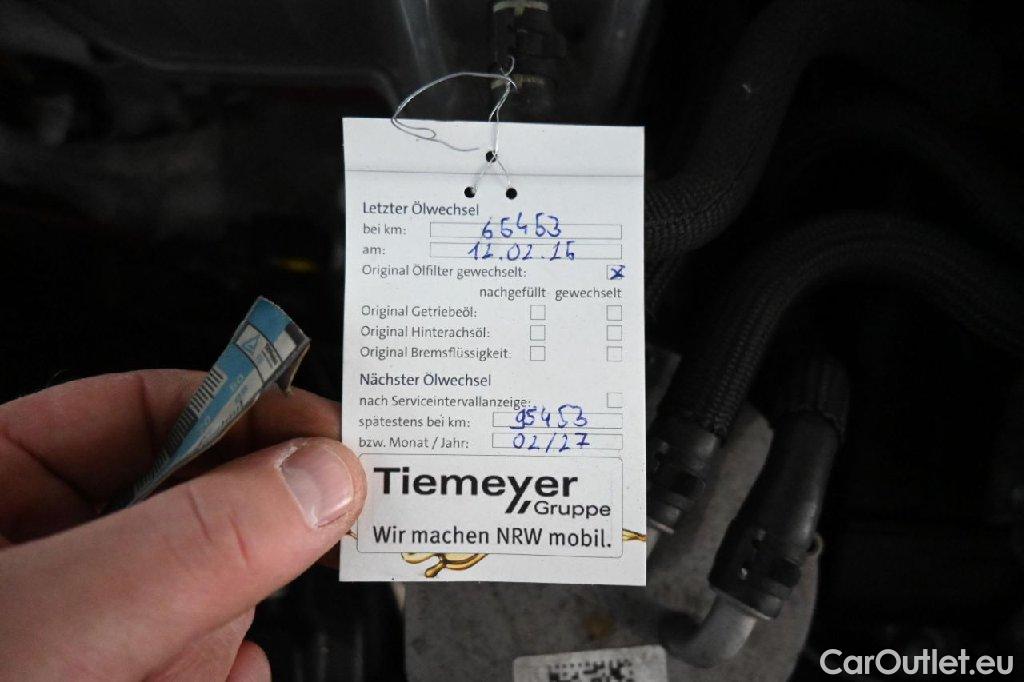 Letzter Ölwechsel
bei km: 65453
am: 12.02.25
Original Ölfilter gewechselt: x
nachgefüllt gewechselt
Original Getriebeöl:
Original Hinterachsöl:
Original Bremsflüssigkeit:
Nächster Ölwechsel
nach Serviceintervallanzeige:
spätestens bei km: 95453
bzw. Monat / Jahr: 02/27
Tiemeyer
Gruppe
Wir machen NRW mobil.
CarOutlet.eu